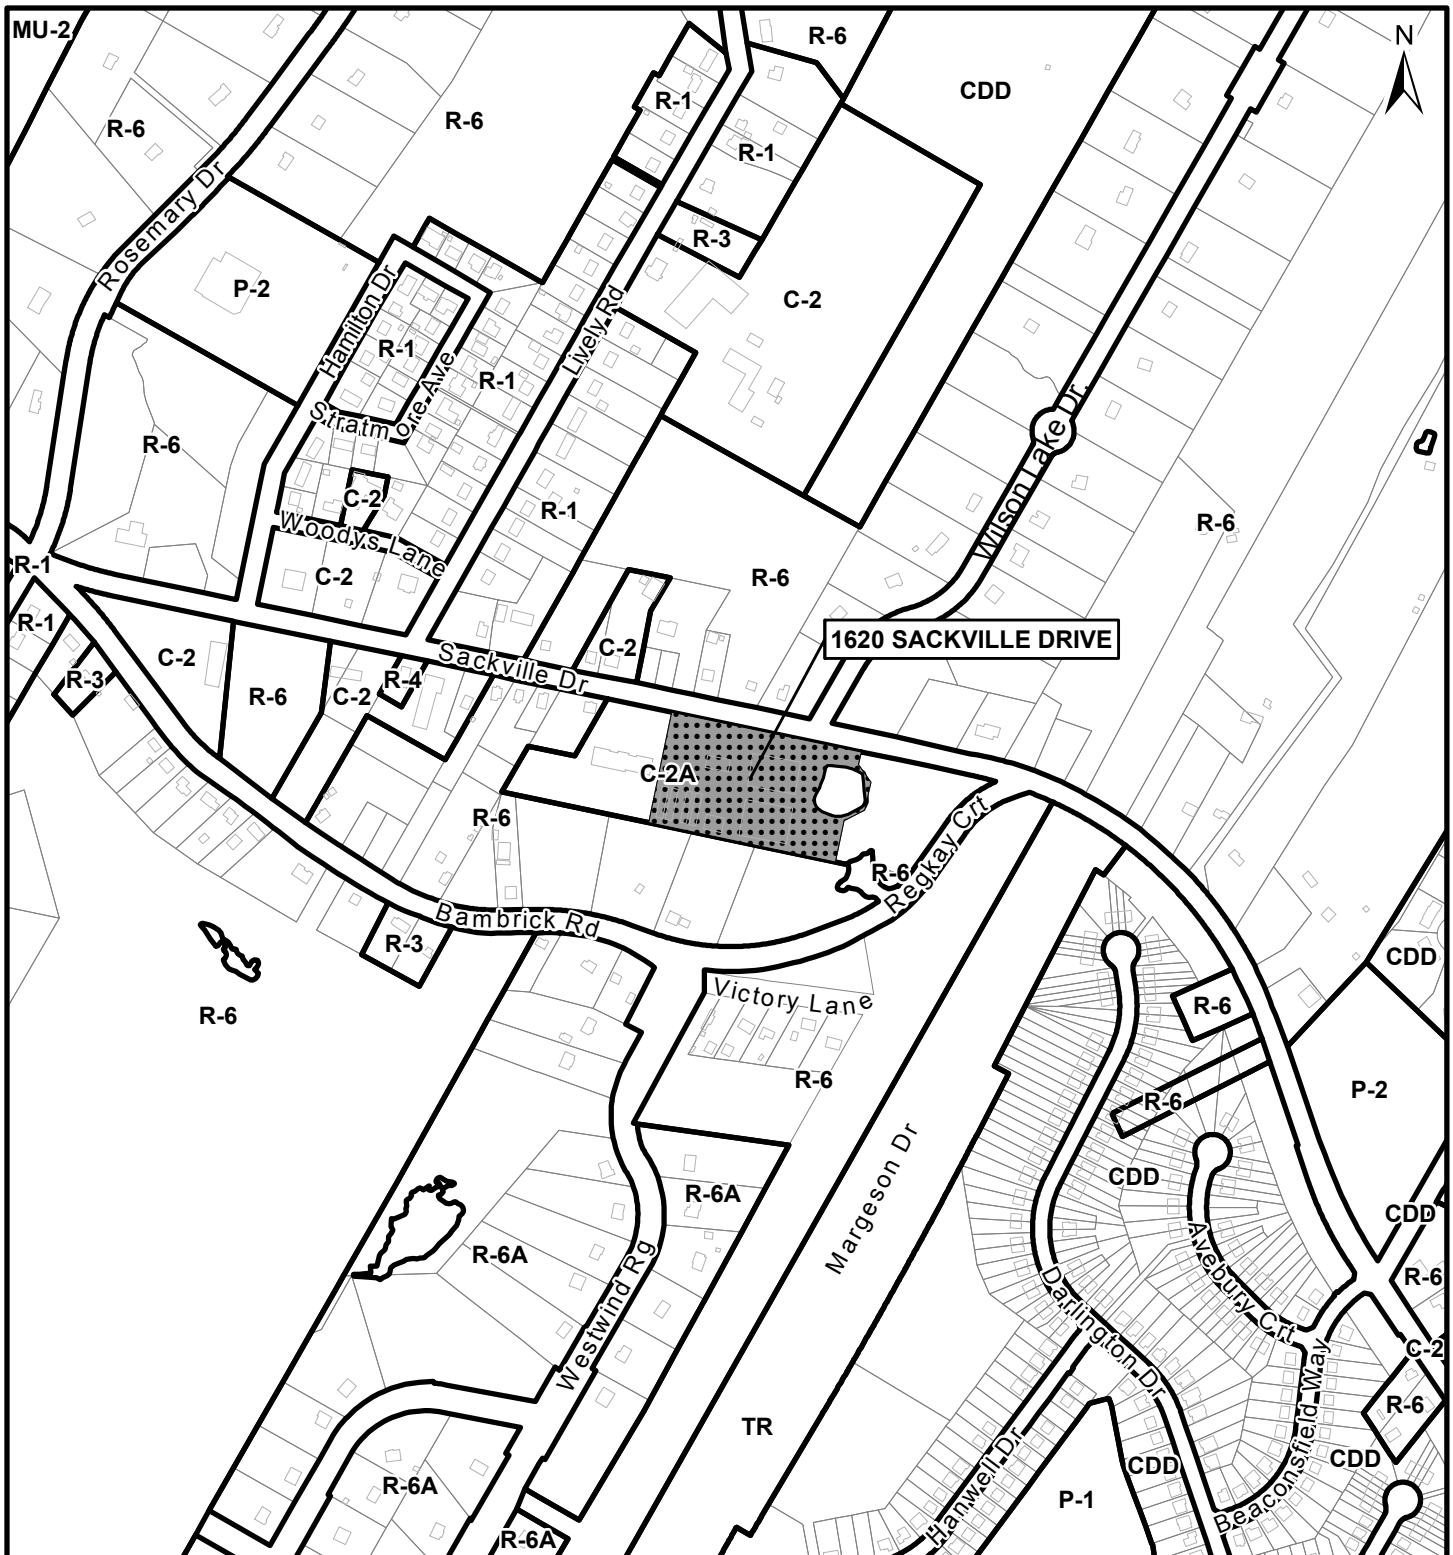 MU-2
R-6
N
CDD
R-1
R-6
R-6
R-1
Rosemary Dr
R-3
P-2
C-2
Hamilton Dr
Lively Rd
R-1
R-1
Stratmore Ave
R-6
Wilson Lake Dr.
C-2
R-1
R-6
Woodys Lane
R-1
C-2
R-6
R-1
1620 SACKVILLE DRIVE
C-2
C-2
Sackville Dr
R-3
R-4
R-6
C-2
C-2A
R-6
Regkay Crt
R-6
Bambrick Rd
R-3
CDD
Victory Lane
R-6
R-6
R-6
P-2
R-6
Margeson Dr
CDD
R-6A
CDD
Avebury Crt
R-6A
Westwind Rg
R-6
Darlington Dr
C-2
Beaconsfield Way
R-6
TR
Hanwell Dr
CDD
CDD
R-6A
P-1
R-6A